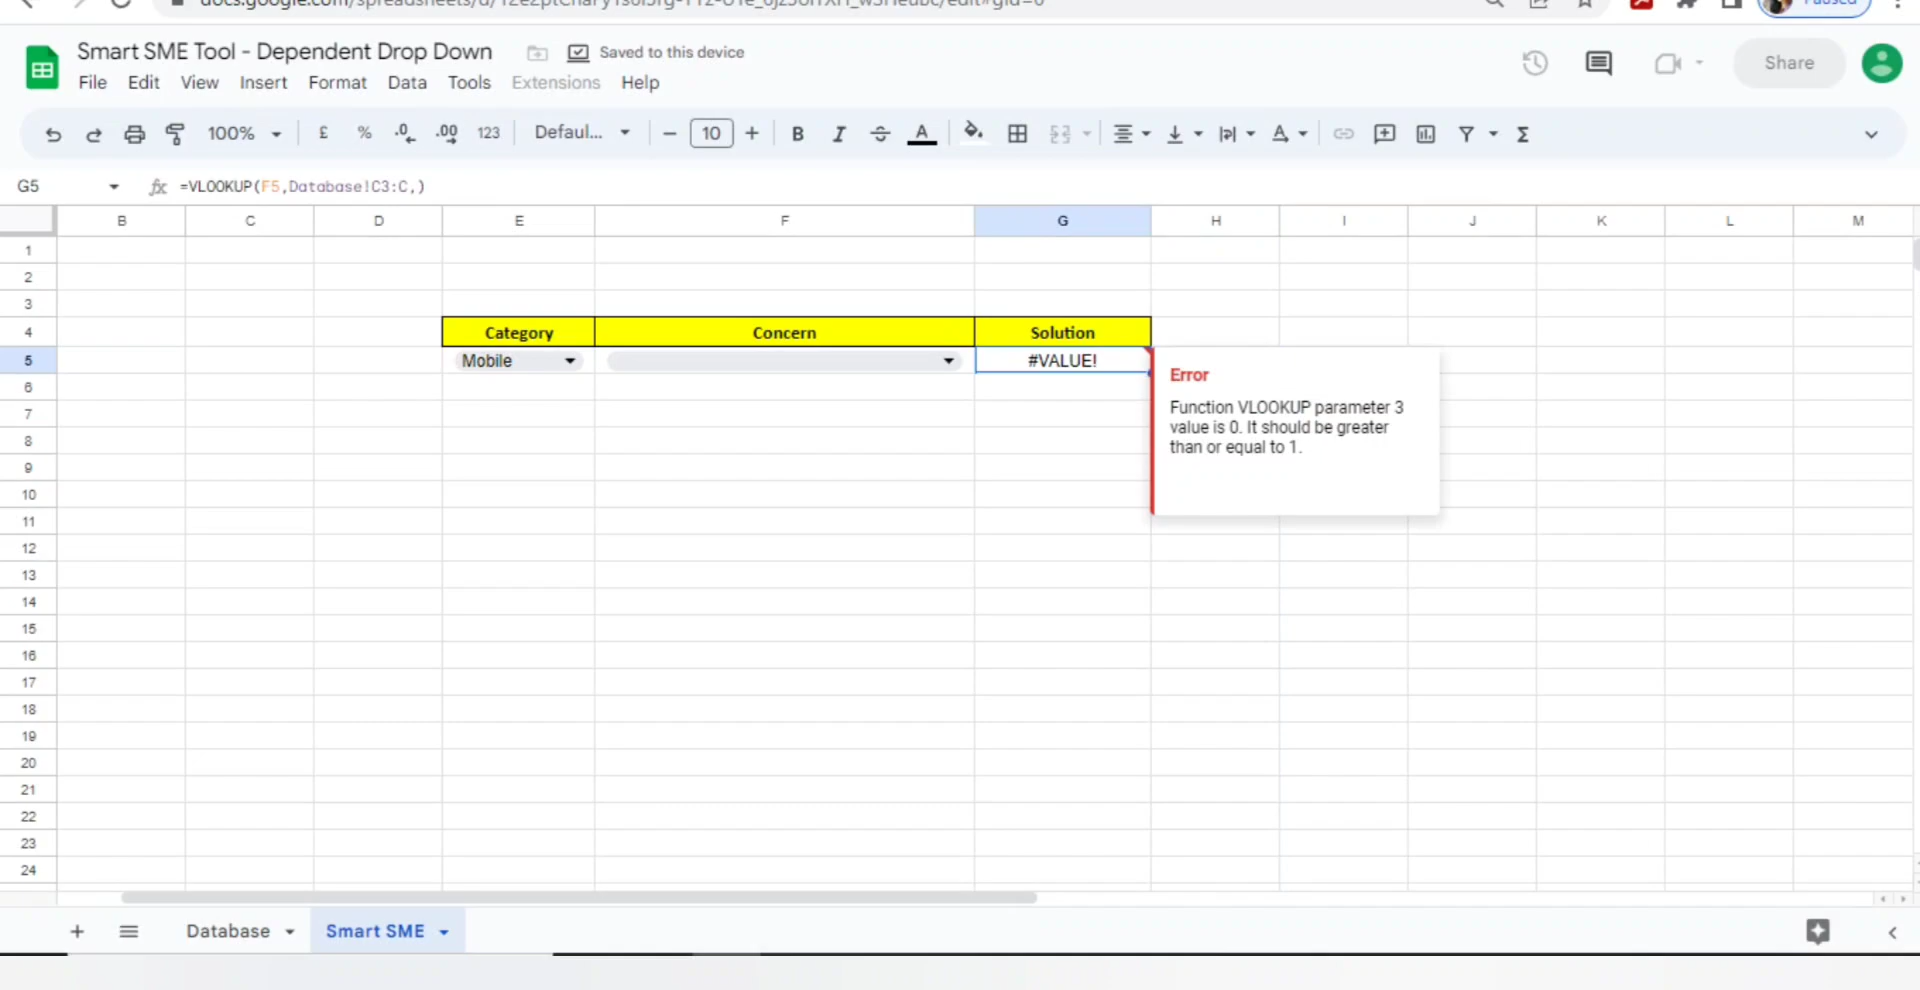 Smart SME Tool - Dependent Drop Down Saved to this device
Share
File Edit View Insert Format Data Tools Extensions Help
100% £ % .0 .00 123 Defaul... 10 B I A A Σ
G5 fx =VLOOKUP(F5,Database!C3:C,)
B C D E F G H I J K L M
1
2
3
4 Category Concern Solution
5 Mobile #VALUE!
Error
6
7 Function VLOOKUP parameter 3
value is 0. It should be greater
8 than or equal to 1.
9
10
11
12
13
14
15
16
17
18
19
20
21
22
23
24
Database Smart SME